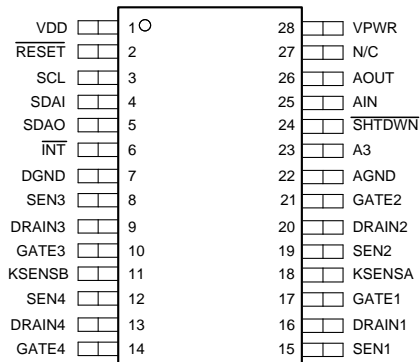 VDD 1 28 VPWR
RESET 2 27 N/C
SCL 3 26 AOUT
SDAI 4 25 AIN
SDAO 5 24 SHTDWN
INT 6 23 A3
DGND 7 22 AGND
SEN3 8 21 GATE2
DRAIN3 9 20 DRAIN2
GATE3 10 19 SEN2
KSENSB 11 18 KSENSA
SEN4 12 17 GATE1
DRAIN4 13 16 DRAIN1
GATE4 14 15 SEN1